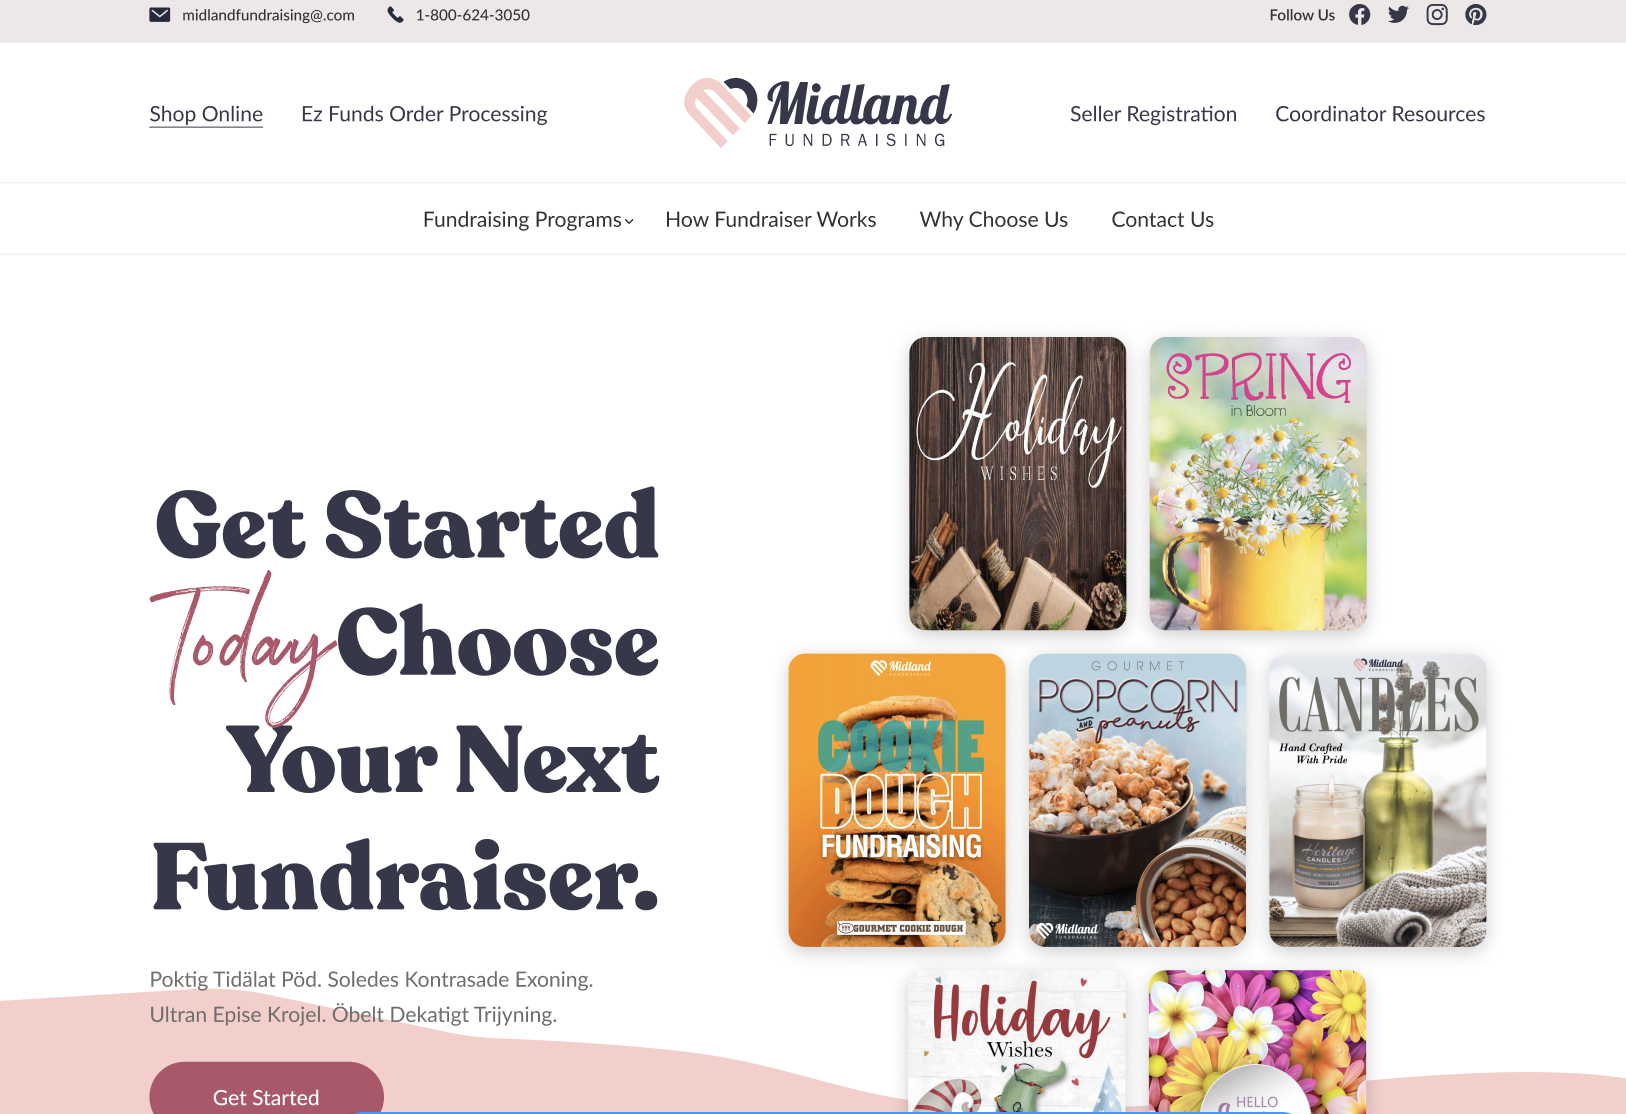 midlandfundraising@.com
1-800-624-3050
Follow Us
Shop Online
Ez Funds Order Processing
Midland
FUNDRAISING
Seller Registration
Coordinator Resources
Fundraising Programs
How Fundraiser Works
Why Choose Us
Contact Us
Get Started
Today Choose
Your Next
Fundraiser.
Poktig Tidälat Pöd. Soledes Kontrasade Exoning.
Ultran Epise Krojel. Öbelt Dekatigt Trijyning.
Get Started
Holiday
WISHES
SPRING
in Bloom
Midland
FUNDRAISING
COOKIE
DOUGH
FUNDRAISING
GOURMET COOKIE DOUGH
GOURMET
POPCORN
AND peanuts
Midland
FUNDRAISING
Midland
FUNDRAISING
CANDLES
Hand Crafted
With Pride
Heritage
CANDLES
VANILLA
Holiday
Wishes
HELLO